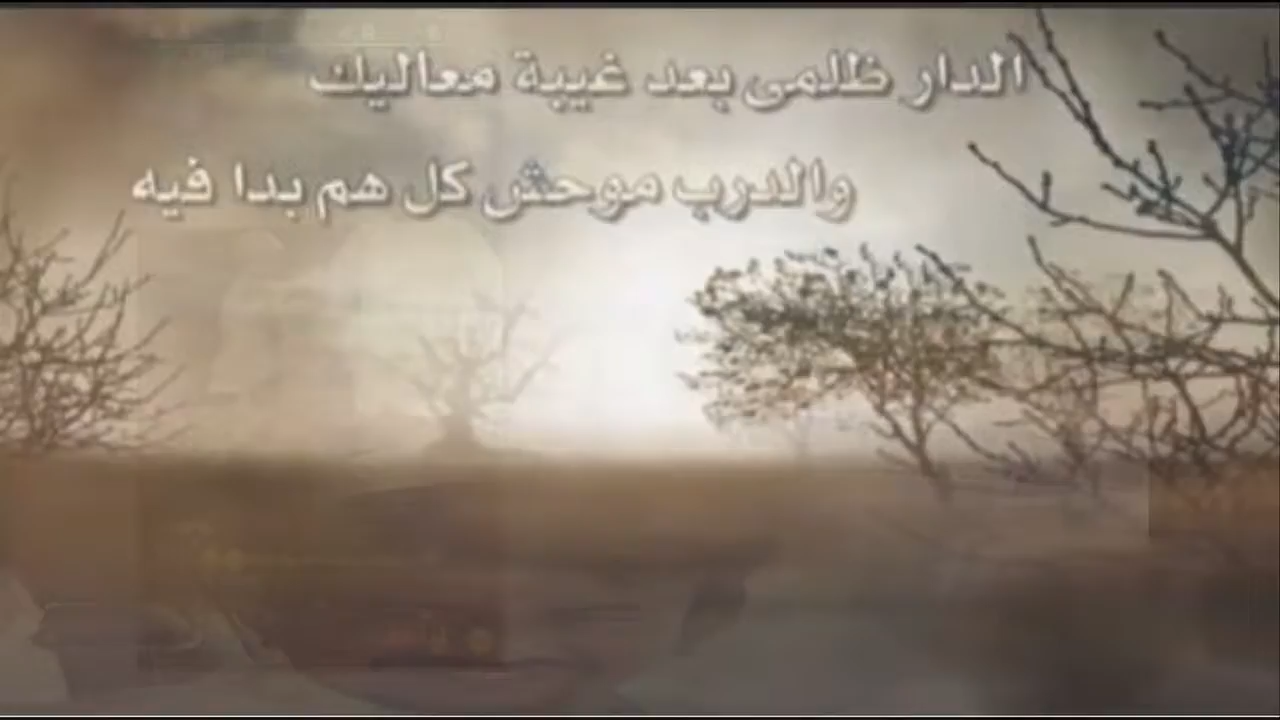 الدار ظلمى بعد غيبة معاليك
والدرب موحش كل هم بدا فيه